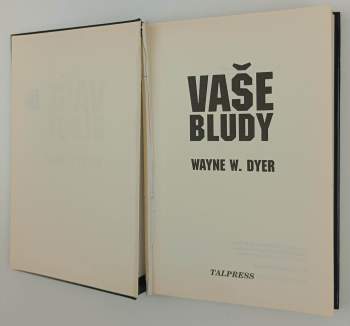 VAŠE
BLUDY
WAYNE W. DYER
TALPRESS